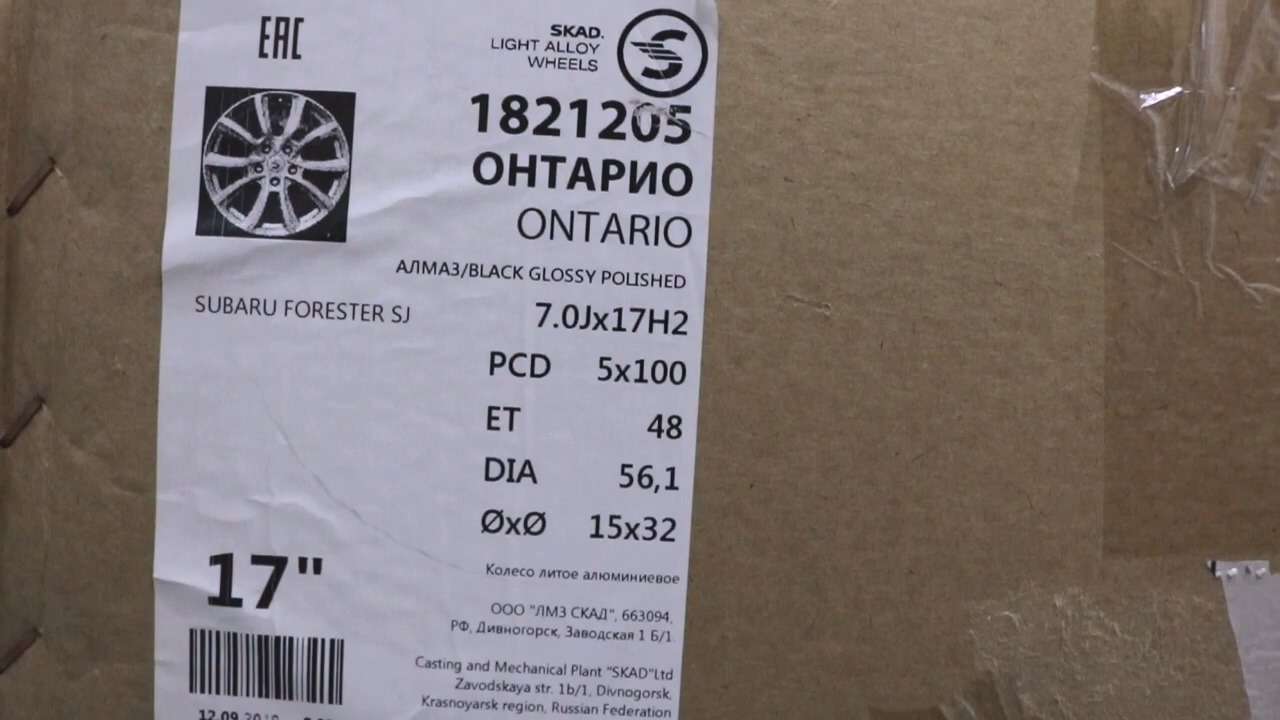 EAC
SKAD.
LIGHT ALLOY
WHEELS
1821205
ОНТАРИО
ONTARIO
АЛМАЗ/BLACK GLOSSY POLISHED
SUBARU FORESTER SJ
7.0Jx17H2
PCD 5x100
ET 48
DIA 56,1
ØxØ 15x32
17"
Колесо литое алюминиевое
ООО "ЛМЗ СКАД", 663094,
РФ, Дивногорск, Заводская 1 Б/1
Casting and Mechanical Plant "SKAD"Ltd
Zavodskaya str. 1b/1, Divnogorsk,
Krasnoyarsk region, Russian Federation